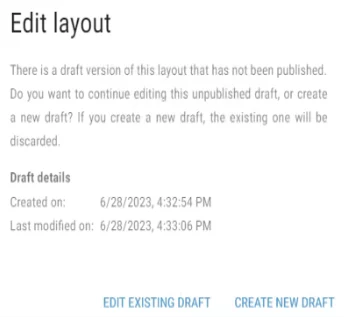 Edit layout
There is a draft version of this layout that has not been published.
Do you want to continue editing this unpublished draft, or create
a new draft? If you create a new draft, the existing one will be
discarded.
Draft details
Created on: 6/28/2023, 4:32:54 PM
Last modified on: 6/28/2023, 4:33:06 PM
EDIT EXISTING DRAFT CREATE NEW DRAFT